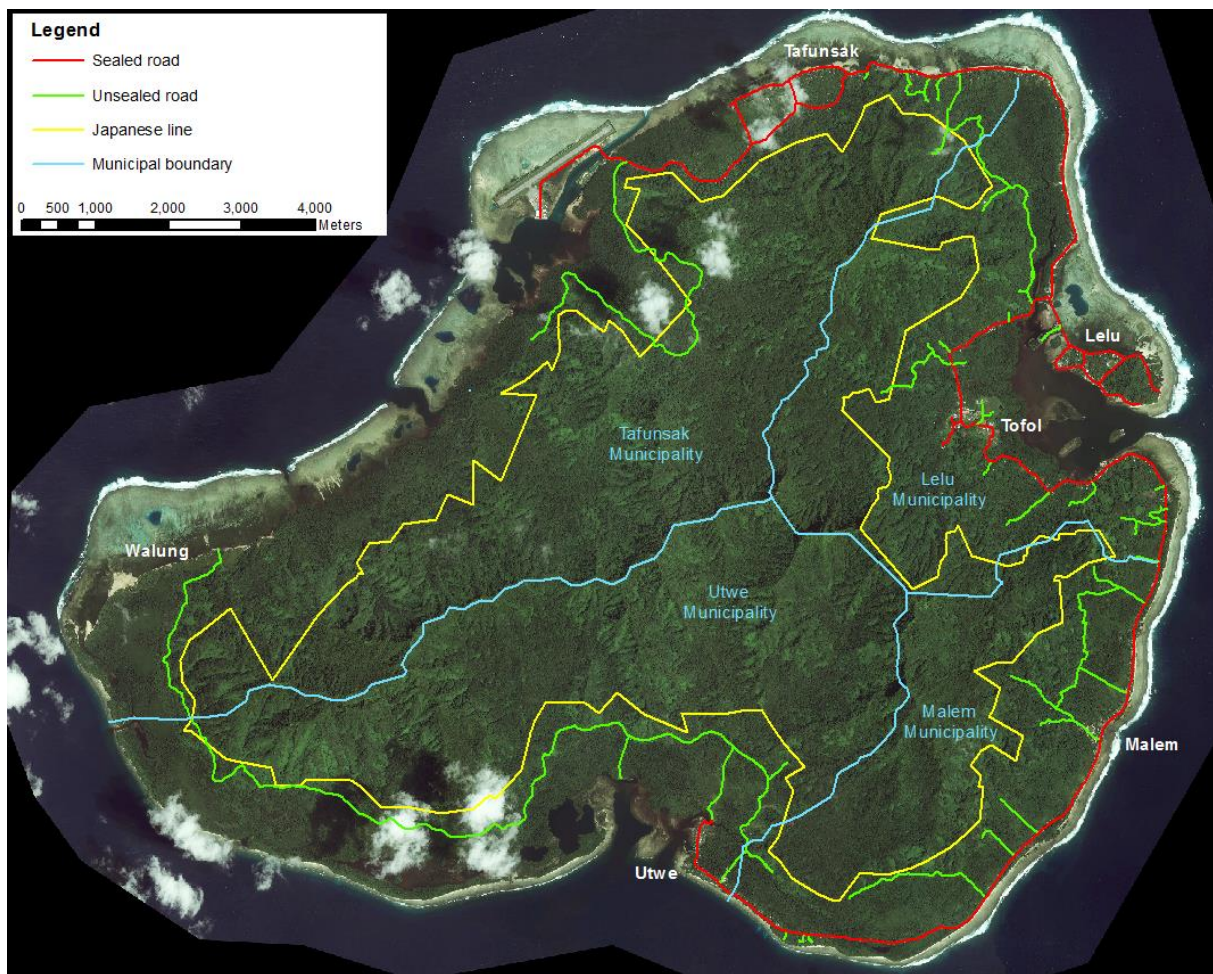 Legend
Sealed road
Unsealed road
Japanese line
Municipal boundary
0 500 1,000 2,000 3,000 4,000
Meters
Tafunsak
Lelu
Tofol
Tafunsak
Municipality
Lelu
Municipality
Walung
Utwe
Municipality
Malem
Municipality
Malem
Utwe